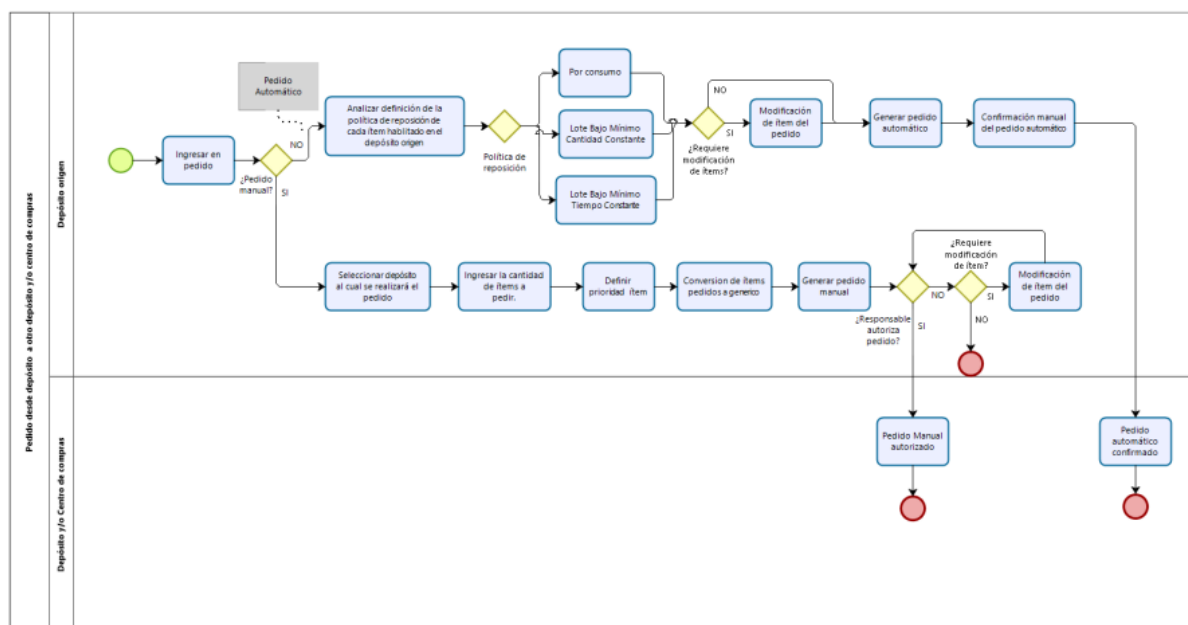 Pedido desde depósito a otro depósito y/o centro de compras
Depósito origen
Pedido
Automático
Ingresar en
pedido
¿Pedido
manual?
NO
SI
Analizar definición de la
política de reposición de
cada ítem habilitado en el
depósito origen
Política de
reposición
Por consumo
Lote Bajo Mínimo
Cantidad Constante
Lote Bajo Mínimo
Tiempo Constante
NO
SI
¿Requiere
modificación
de ítems?
Modificación
de ítem del
pedido
Generar pedido
automático
Confirmación manual
del pedido automático
Seleccionar depósito
al cual se realizará el
pedido
Ingresar la cantidad
de ítems a
pedir.
Definir
prioridad ítem
Conversion de ítems
pedidos a generico
Generar pedido
manual
¿Responsable
autoriza
pedido?
NO
SI
¿Requiere
modificación
de ítem?
SI
NO
Modificación
de ítem del
pedido
Depósito y/o Centro de compras
Pedido Manual
autorizado
Pedido
automático
confirmado